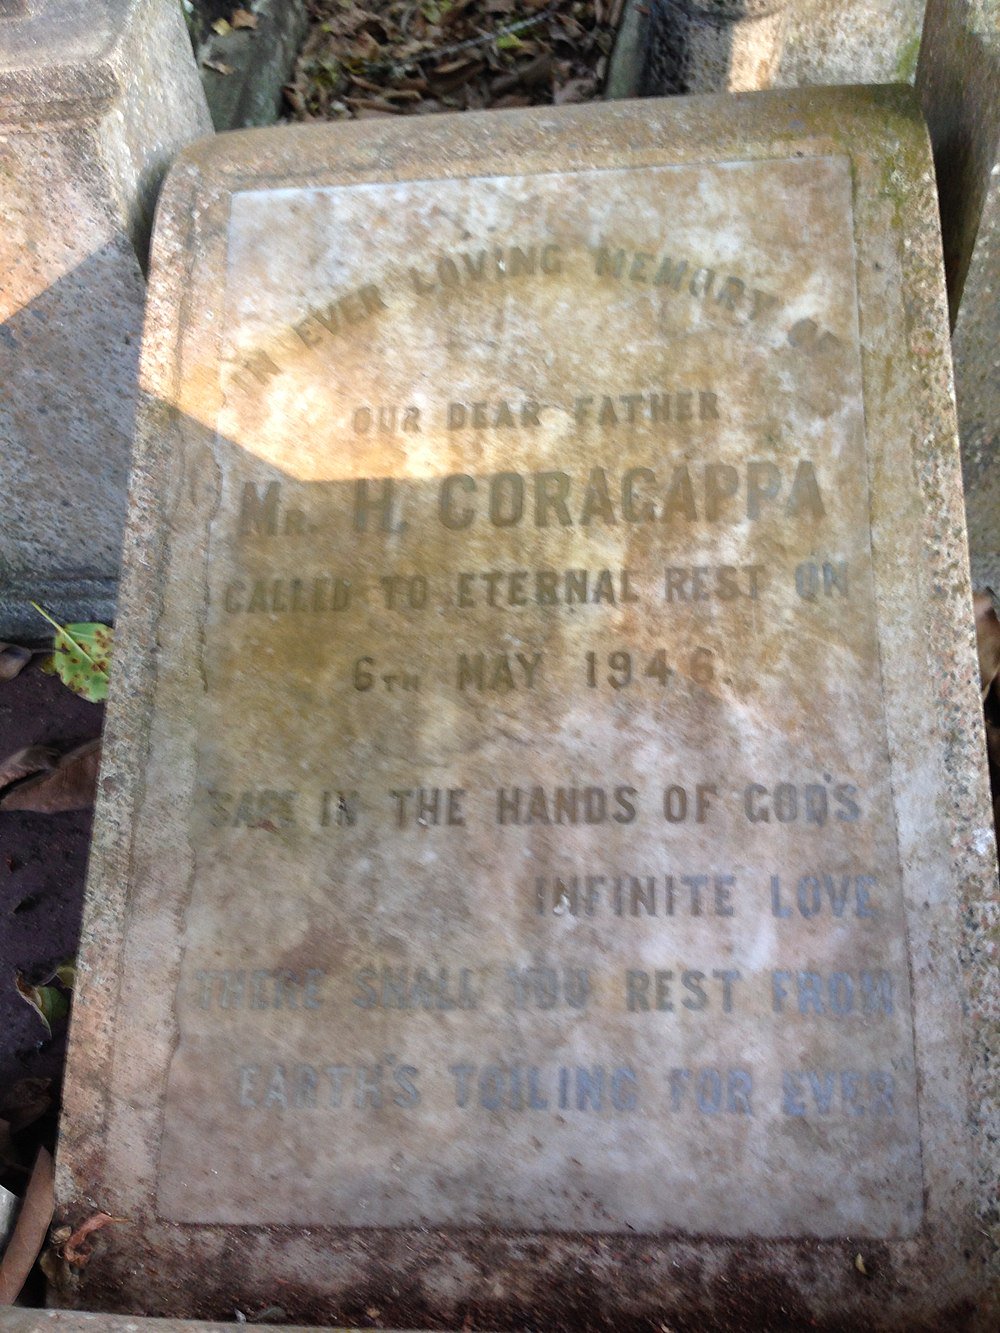 IN EVER LOVING MEMORY OF
OUR DEAR FATHER
MR. H. CORAGAPPA
CALLED TO ETERNAL REST ON
6TH MAY 1946.
SAFE IN THE HANDS OF GOD'S
INFINITE LOVE
THERE SHALL YOU REST FROM
EARTH'S TOILING FOR EVER